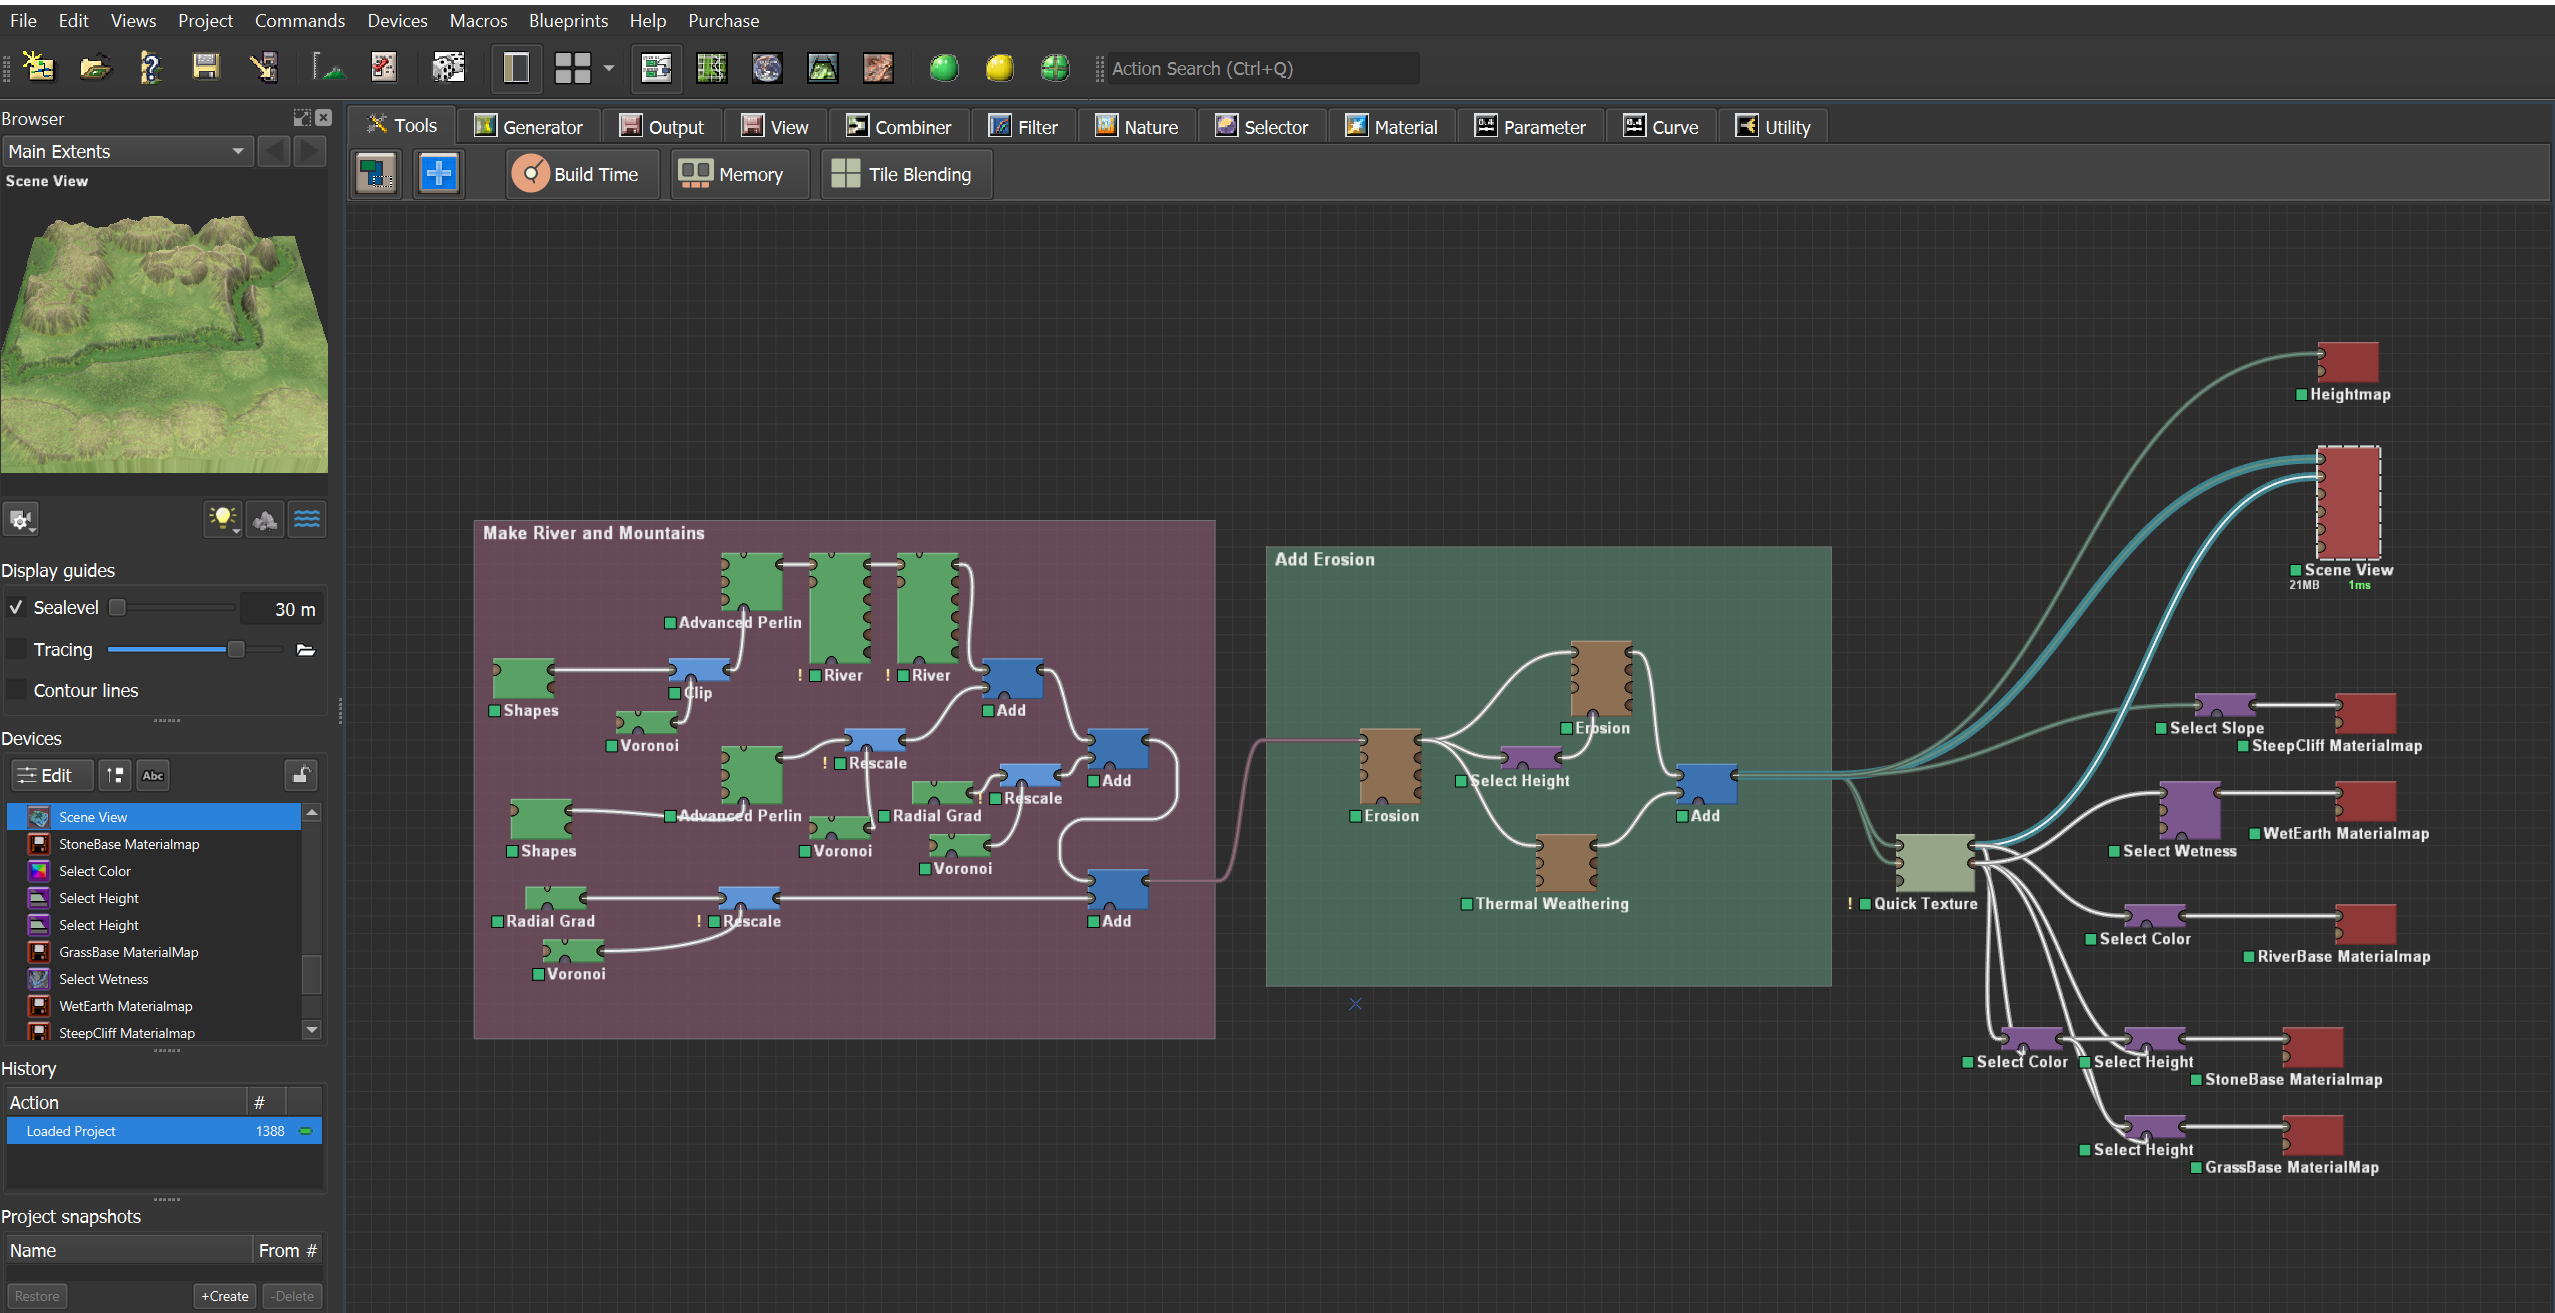 File Edit Views Project Commands Devices Macros Blueprints Help Purchase
Action Search (Ctrl+Q)
Browser
Main Extents
Scene View
Display guides
Sealevel 30 m
Tracing
Contour lines
Devices
Edit Abc
Scene View
StoneBase Materialmap
Select Color
Select Height
Select Height
GrassBase MaterialMap
Select Wetness
WetEarth Materialmap
SteepCliff Materialmap
History
Action #
Loaded Project 1388
Project snapshots
Name From #
Restore +Create -Delete
Tools Generator Output View Combiner Filter Nature Selector Material Parameter Curve Utility
Build Time Memory Tile Blending
Make River and Mountains
Advanced Perlin
! River
! River
Shapes
Clip
Add
Voronoi
! Rescale
Add
! Rescale
Advanced Perlin
Radial Grad
Shapes
Voronoi
Voronoi
Radial Grad
! Rescale
Add
Voronoi
Add Erosion
Erosion
Select Height
Erosion
Add
Thermal Weathering
Heightmap
Scene View
21MB 1ms
Select Slope
SteepCliff Materialmap
WetEarth Materialmap
Select Wetness
! Quick Texture
Select Color
RiverBase Materialmap
Select Color
Select Height
StoneBase Materialmap
Select Height
GrassBase MaterialMap